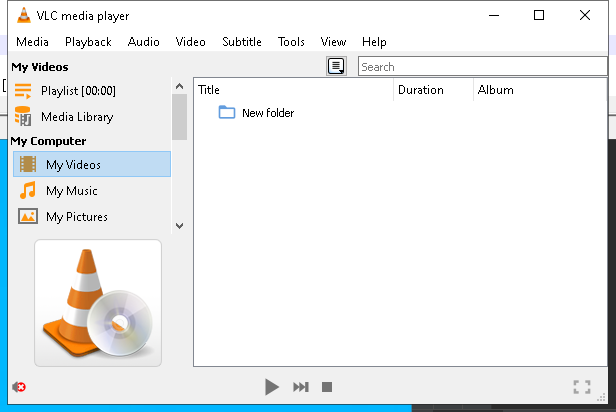 VLC media player
Media Playback Audio Video Subtitle Tools View Help
My Videos
Search
Playlist [00:00]
Media Library
My Computer
My Videos
My Music
My Pictures
Title Duration Album
New folder